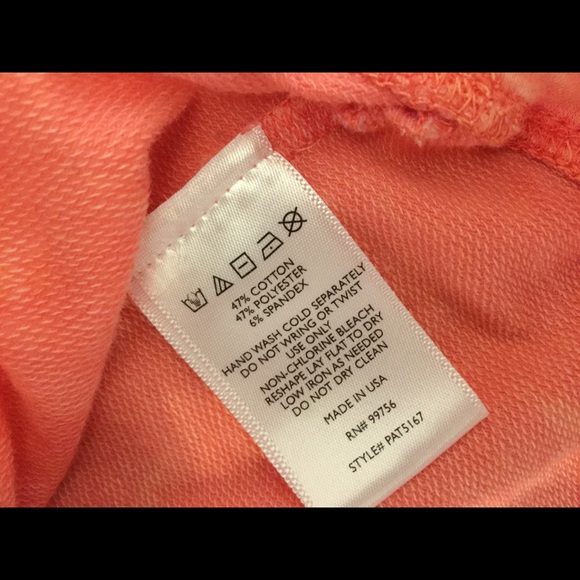 47% COTTON
47% POLYESTER
6% SPANDEX
HAND WASH COLD SEPARATELY
DO NOT WRING OR TWIST
USE ONLY
NON-CHLORINE BLEACH
RESHAPE LAY FLAT TO DRY
LOW IRON AS NEEDED
DO NOT DRY CLEAN
MADE IN USA
RN# 99756
STYLE# PAT5167